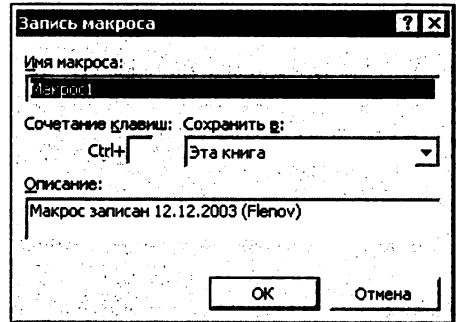 Запись макроса
Имя макроса:
Макрос1
Сочетание клавиш: Сохранить в:
Ctrl+ Эта книга
Описание:
Макрос записан 12.12.2003 (Flenov)
ОК Отмена